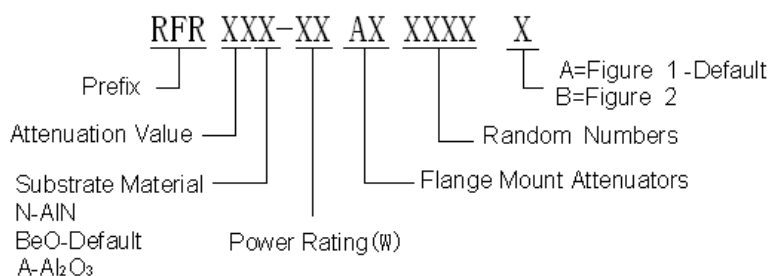 RFR XXX-XX AX XXXX X
A=Figure 1-Default
B=Figure 2
Prefix
Attenuation Value
Random Numbers
Substrate Material
N-AlN
BeO-Default
A-Al₂O₃
Flange Mount Attenuators
Power Rating(W)